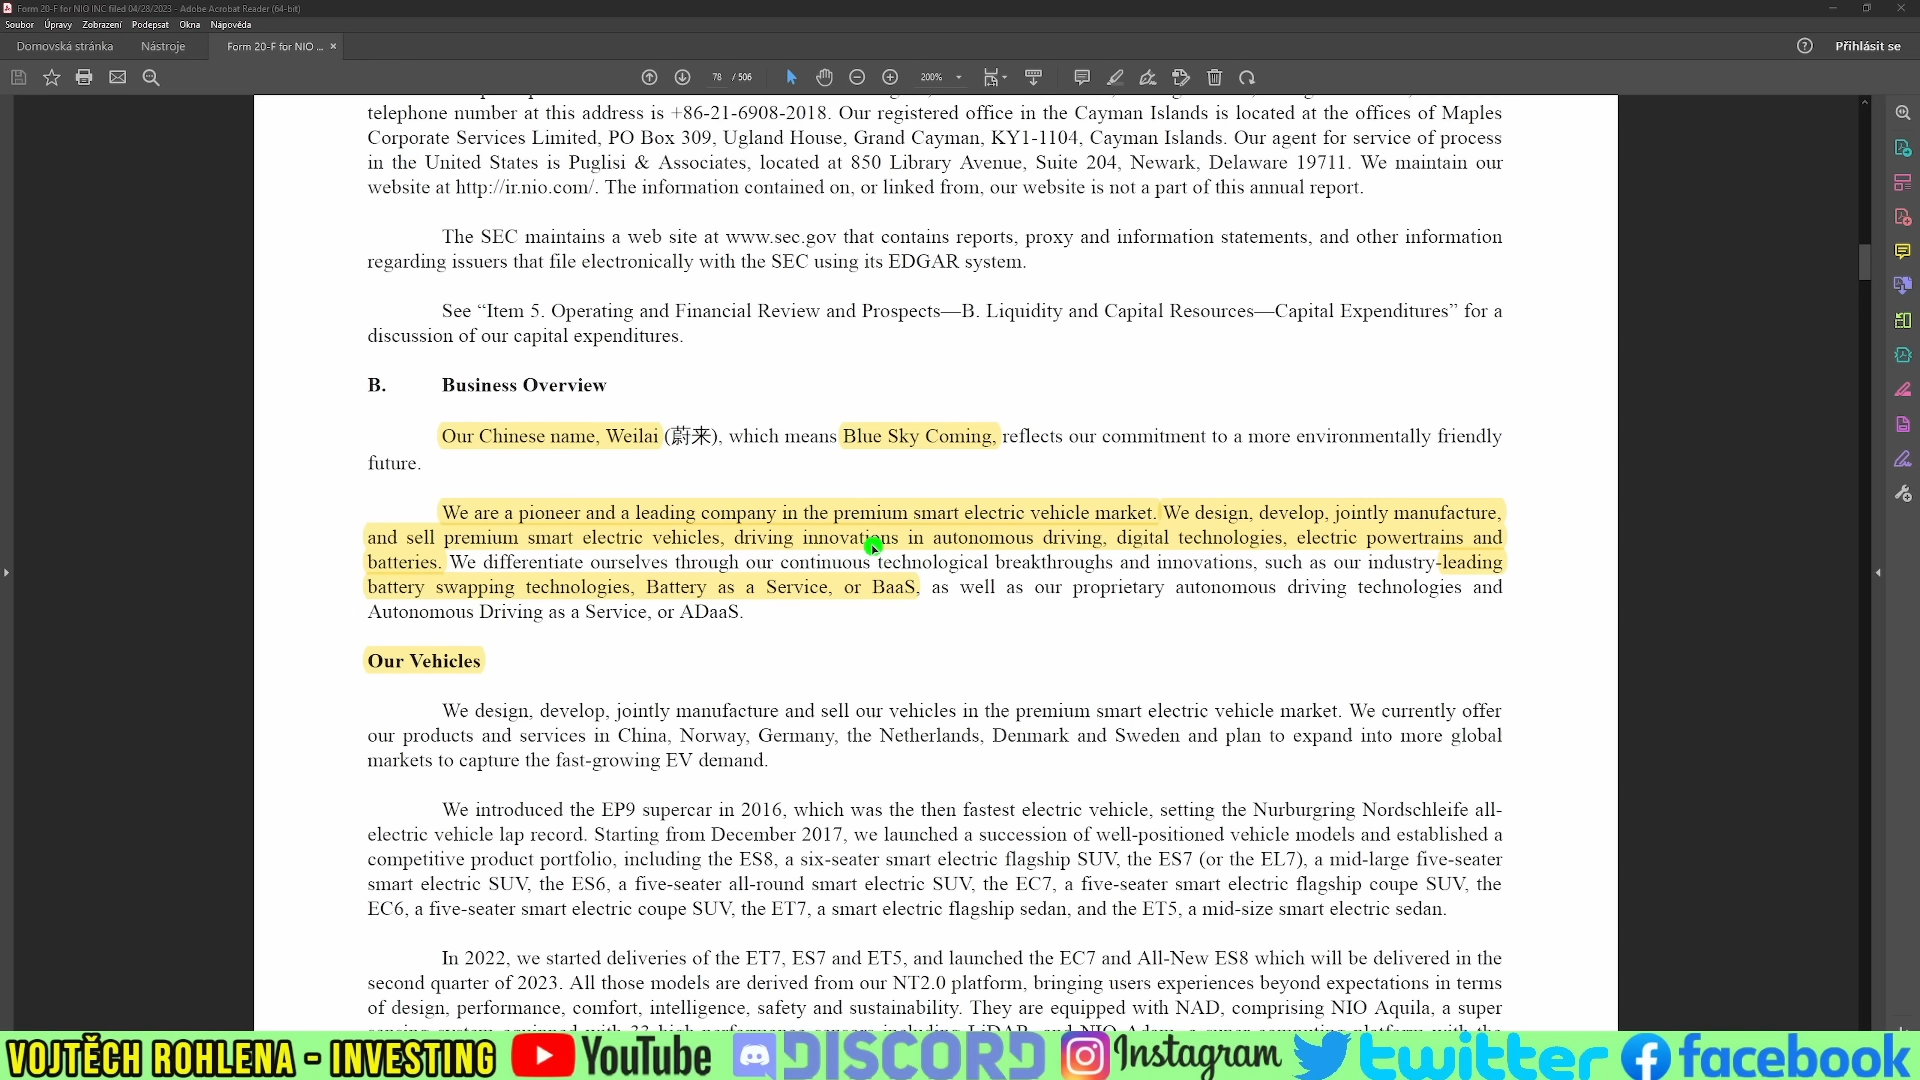 Form 20-F for NIO INC filed 04/28/2023 - Adobe Acrobat Reader (64-bit)
Soubor Úpravy Zobrazení Podepsat Okna Nápověda
Domovská stránka Nástroje Form 20-F for NIO ... × Přihlásit se
78 / 506 200%
telephone number at this address is +86-21-6908-2018. Our registered office in the Cayman Islands is located at the offices of Maples
Corporate Services Limited, PO Box 309, Ugland House, Grand Cayman, KY1-1104, Cayman Islands. Our agent for service of process
in the United States is Puglisi & Associates, located at 850 Library Avenue, Suite 204, Newark, Delaware 19711. We maintain our
website at http://ir.nio.com/. The information contained on, or linked from, our website is not a part of this annual report.
The SEC maintains a web site at www.sec.gov that contains reports, proxy and information statements, and other information
regarding issuers that file electronically with the SEC using its EDGAR system.
See “Item 5. Operating and Financial Review and Prospects—B. Liquidity and Capital Resources—Capital Expenditures” for a
discussion of our capital expenditures.
B. Business Overview
Our Chinese name, Weilai (蔚来), which means Blue Sky Coming, reflects our commitment to a more environmentally friendly
future.
We are a pioneer and a leading company in the premium smart electric vehicle market. We design, develop, jointly manufacture,
and sell premium smart electric vehicles, driving innovations in autonomous driving, digital technologies, electric powertrains and
batteries. We differentiate ourselves through our continuous technological breakthroughs and innovations, such as our industry-leading
battery swapping technologies, Battery as a Service, or BaaS, as well as our proprietary autonomous driving technologies and
Autonomous Driving as a Service, or ADaaS.
Our Vehicles
We design, develop, jointly manufacture and sell our vehicles in the premium smart electric vehicle market. We currently offer
our products and services in China, Norway, Germany, the Netherlands, Denmark and Sweden and plan to expand into more global
markets to capture the fast-growing EV demand.
We introduced the EP9 supercar in 2016, which was the then fastest electric vehicle, setting the Nurburgring Nordschleife all-
electric vehicle lap record. Starting from December 2017, we launched a succession of well-positioned vehicle models and established a
competitive product portfolio, including the ES8, a six-seater smart electric flagship SUV, the ES7 (or the EL7), a mid-large five-seater
smart electric SUV, the ES6, a five-seater all-round smart electric SUV, the EC7, a five-seater smart electric flagship coupe SUV, the
EC6, a five-seater smart electric coupe SUV, the ET7, a smart electric flagship sedan, and the ET5, a mid-size smart electric sedan.
In 2022, we started deliveries of the ET7, ES7 and ET5, and launched the EC7 and All-New ES8 which will be delivered in the
second quarter of 2023. All those models are derived from our NT2.0 platform, bringing users experiences beyond expectations in terms
of design, performance, comfort, intelligence, safety and sustainability. They are equipped with NAD, comprising NIO Aquila, a super
VOJTĚCH ROHLENA - INVESTING YouTube DISCORD Instagram twitter facebook